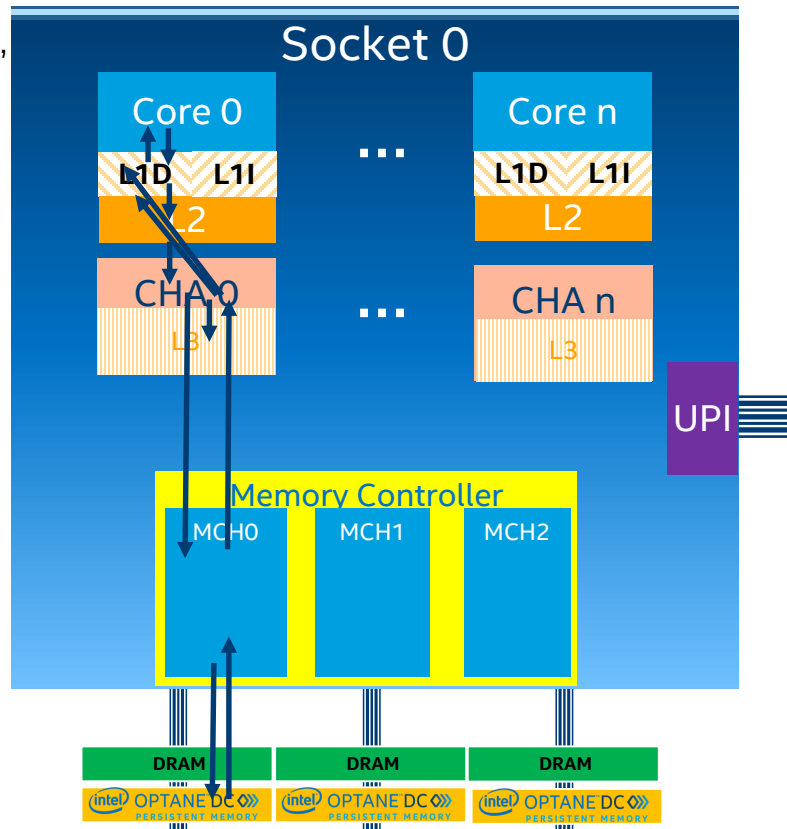 ,
Socket 0
Core 0
...
Core n
L1D L1I
L1D L1I
L2
L2
CHA 0
...
CHA n
L3
L3
UPI
Memory Controller
MCH0
MCH1
MCH2
DRAM
DRAM
DRAM
(intel) OPTANE DC
PERSISTENT MEMORY
(intel) OPTANE DC
PERSISTENT MEMORY
(intel) OPTANE DC
PERSISTENT MEMORY